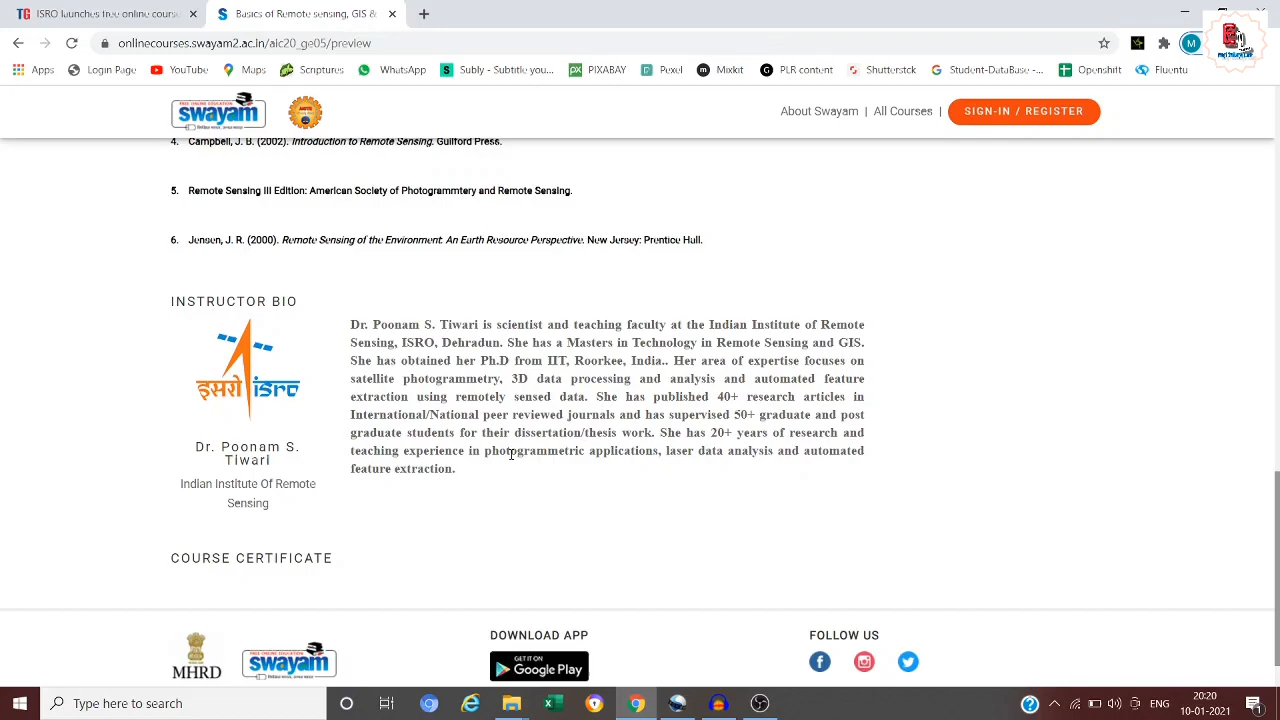 ISRO launched free online cours
Basics of Remote sensing, GIS &
onlinecourses.swayam2.ac.in/aic20_ge05/preview
M
Apps
Login Page
YouTube
Maps
Scriptures
WhatsApp
Subly - Subtitle you...
PIXABAY
Pexel
Mixkit
PLR content
Shutterstock
Student-DataBase -...
Openshift
Fluentu
FREE ONLINE EDUCATION
swayam
About Swayam | All Courses |
SIGN-IN / REGISTER
4. Campbell, J. B. (2002). Introduction to Remote Sensing. Guilford Press.
5. Remote Sensing III Edition: American Society of Photogrammtery and Remote Sensing.
6. Jensen, J. R. (2000). Remote Sensing of the Environment: An Earth Resource Perspective. New Jersey: Prentice Hall.
INSTRUCTOR BIO
इसरो isro
Dr. Poonam S.
Tiwari
Indian Institute Of Remote
Sensing
Dr. Poonam S. Tiwari is scientist and teaching faculty at the Indian Institute of Remote
Sensing, ISRO, Dehradun. She has a Masters in Technology in Remote Sensing and GIS.
She has obtained her Ph.D from IIT, Roorkee, India.. Her area of expertise focuses on
satellite photogrammetry, 3D data processing and analysis and automated feature
extraction using remotely sensed data. She has published 40+ research articles in
International/National peer reviewed journals and has supervised 50+ graduate and post
graduate students for their dissertation/thesis work. She has 20+ years of research and
teaching experience in photogrammetric applications, laser data analysis and automated
feature extraction.
COURSE CERTIFICATE
MHRD
FREE ONLINE EDUCATION
swayam
DOWNLOAD APP
GET IT ON
Google Play
FOLLOW US
Type here to search
ENG
20:20
10-01-2021